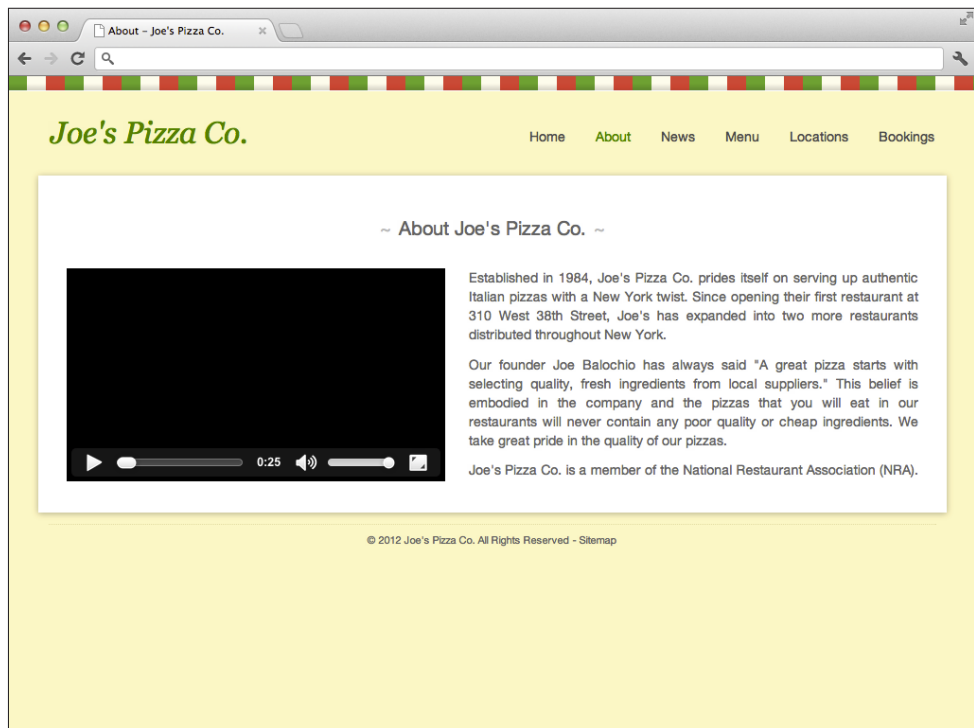 About – Joe's Pizza Co.
Joe's Pizza Co.
Home About News Menu Locations Bookings
~ About Joe's Pizza Co. ~
Established in 1984, Joe's Pizza Co. prides itself on serving up authentic
Italian pizzas with a New York twist. Since opening their first restaurant at
310 West 38th Street, Joe's has expanded into two more restaurants
distributed throughout New York.
Our founder Joe Balochio has always said "A great pizza starts with
selecting quality, fresh ingredients from local suppliers." This belief is
embodied in the company and the pizzas that you will eat in our
restaurants will never contain any poor quality or cheap ingredients. We
take great pride in the quality of our pizzas.
Joe's Pizza Co. is a member of the National Restaurant Association (NRA).
0:25
© 2012 Joe's Pizza Co. All Rights Reserved - Sitemap